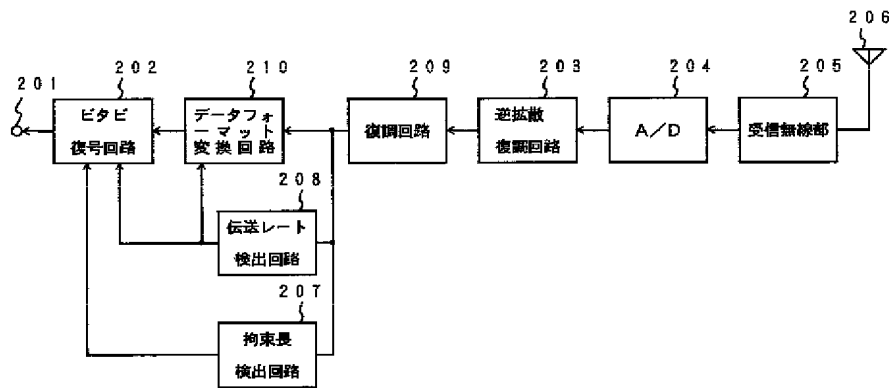 206
201
202
210
209
203
204
205
ビタビ
復号回路
データフォ
ーマット
変換回路
復調回路
逆拡散
復調回路
A/D
受信無線部
208
伝送レート
検出回路
207
拘束長
検出回路